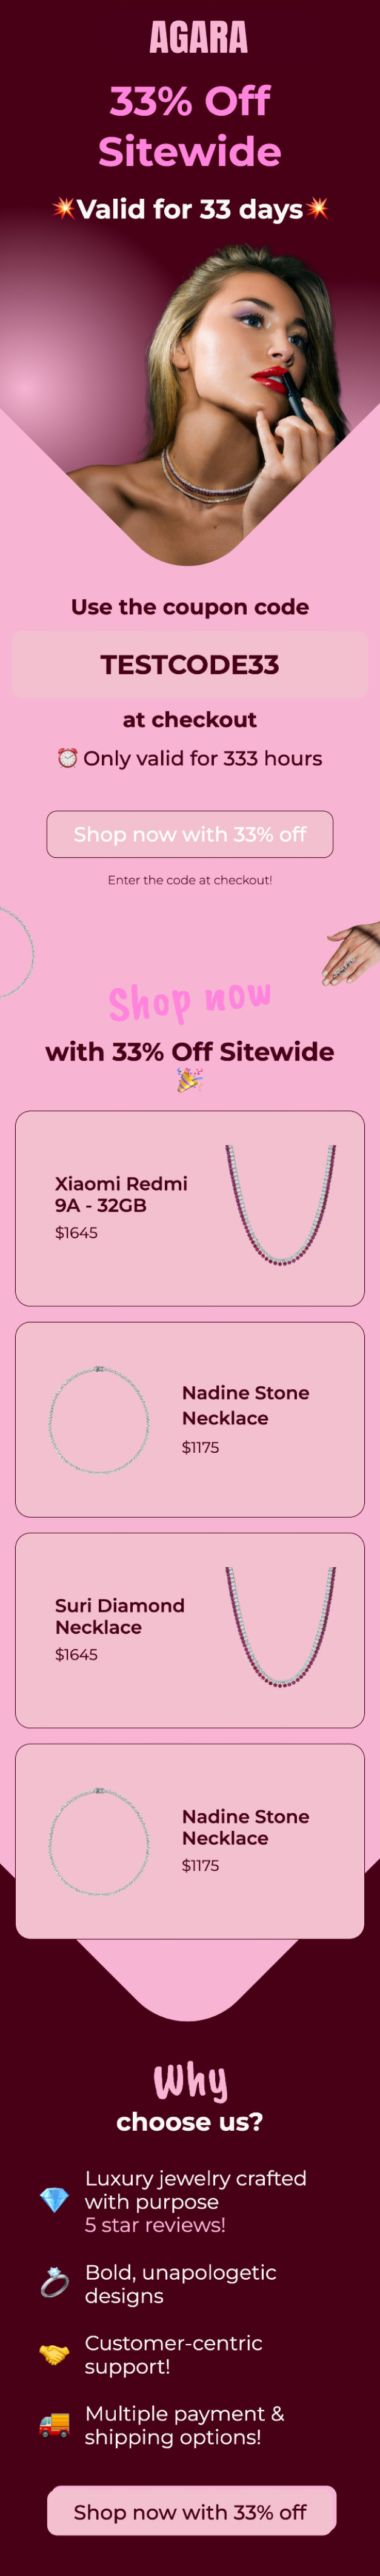 AGARA
33% Off
Sitewide
💥Valid for 33 days💥
Use the coupon code
TESTCODE33
at checkout
⏰ Only valid for 333 hours
Shop now with 33% off
Enter the code at checkout!
Shop now
with 33% Off Sitewide
🎉
Xiaomi Redmi
9A - 32GB
$1645
Nadine Stone
Necklace
$1175
Suri Diamond
Necklace
$1645
Nadine Stone
Necklace
$1175
Why
choose us?
Luxury jewelry crafted
with purpose
5 star reviews!
Bold, unapologetic
designs
Customer-centric
support!
Multiple payment &
shipping options!
Shop now with 33% off